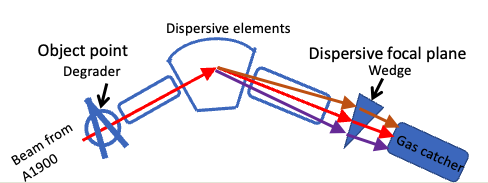 Dispersive elements
Object point
Degrader
Dispersive focal plane
Wedge
Beam from
A1900
Gas catcher